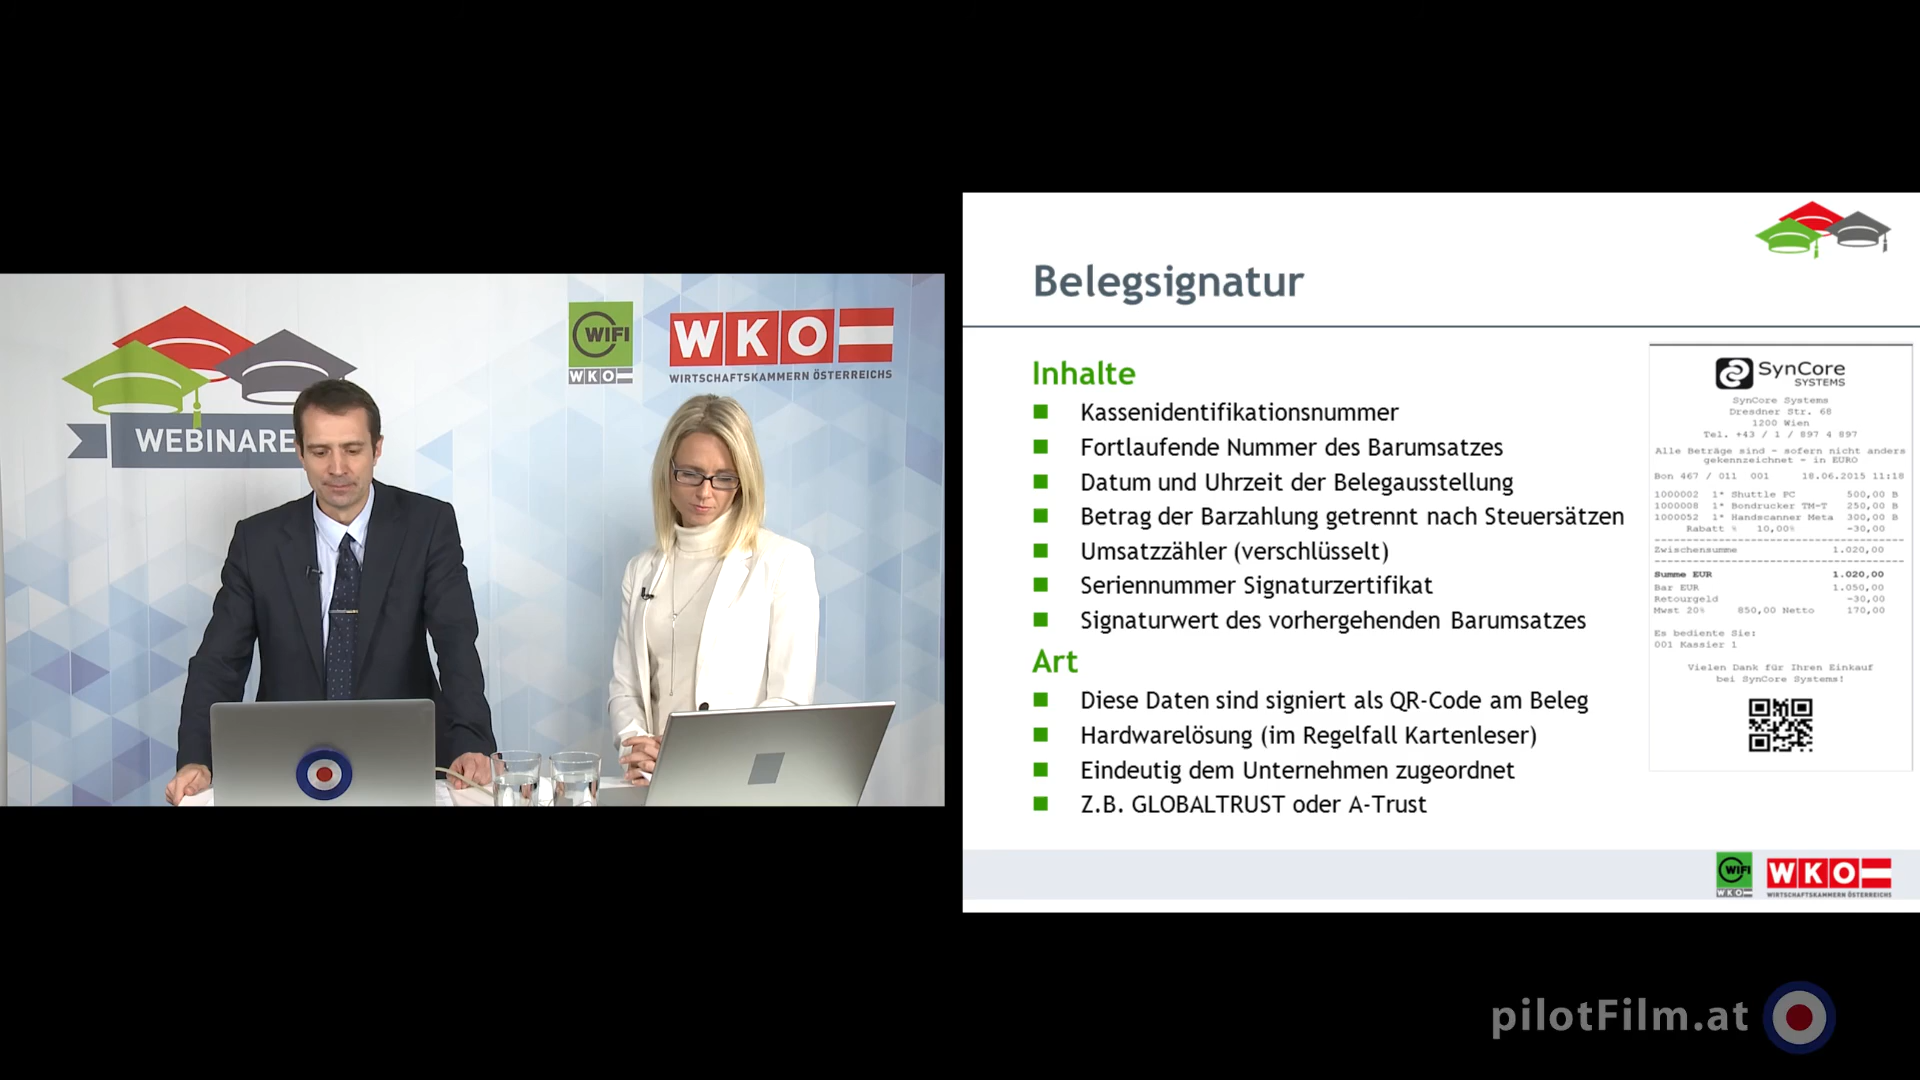 WIFI
WKO
WKO
WIRTSCHAFTSKAMMERN ÖSTERREICHS
WEBINARE
Belegsignatur
Inhalte
Kassenidentifikationsnummer
Fortlaufende Nummer des Barumsatzes
Datum und Uhrzeit der Belegausstellung
Betrag der Barzahlung getrennt nach Steuersätzen
Umsatzzähler (verschlüsselt)
Seriennummer Signaturzertifikat
Signaturwert des vorhergehenden Barumsatzes
Art
Diese Daten sind signiert als QR-Code am Beleg
Hardwarelösung (im Regelfall Kartenleser)
Eindeutig dem Unternehmen zugeordnet
Z.B. GLOBALTRUST oder A-Trust
SynCore
SYSTEMS
SynCore Systems
Dresdner Str. 68
1200 Wien
Tel. +43 / 1 / 897 4 897
Alle Beträge sind - sofern nicht anders
gekennzeichnet - in EURO
Bon 467 / 011 001 18.06.2015 11:18
1000002 1* Shuttle PC 500,00 B
1000008 1* Bondrucker TM-T 250,00 B
1000052 1* Handscanner Meta 300,00 B
Rabatt % 10,00% -30,00
Zwischensumme 1.020,00
Summe EUR 1.020,00
Bar EUR 1.050,00
Retourgeld -30,00
Mwst 20% 850,00 Netto 170,00
Es bediente Sie:
001 Kassier 1
Vielen Dank für Ihren Einkauf
bei SynCore Systems!
WIFI
WKO
WKO
WIRTSCHAFTSKAMMERN ÖSTERREICHS
pilotFilm.at